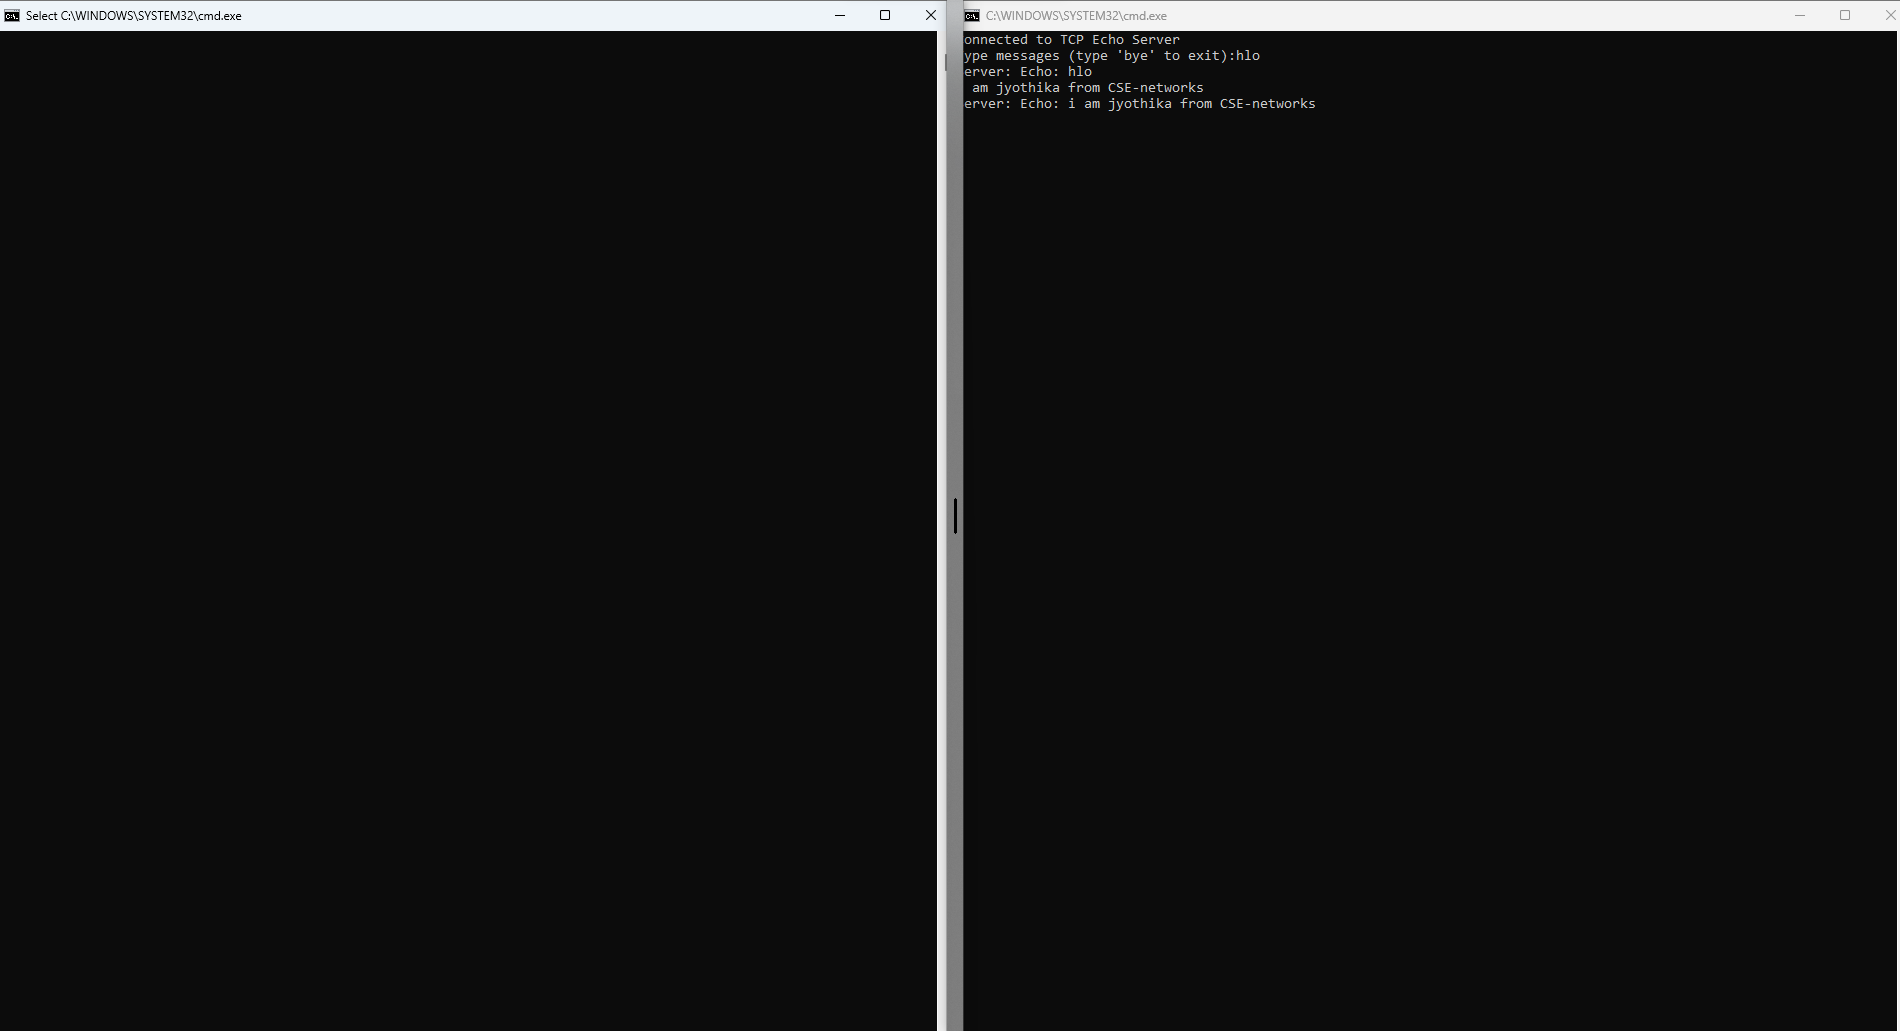 Select C:\WINDOWS\SYSTEM32\cmd.exe
C:\WINDOWS\SYSTEM32\cmd.exe
onnected to TCP Echo Server
ype messages (type 'bye' to exit):hlo
erver: Echo: hlo
am jyothika from CSE-networks
erver: Echo: i am jyothika from CSE-networks